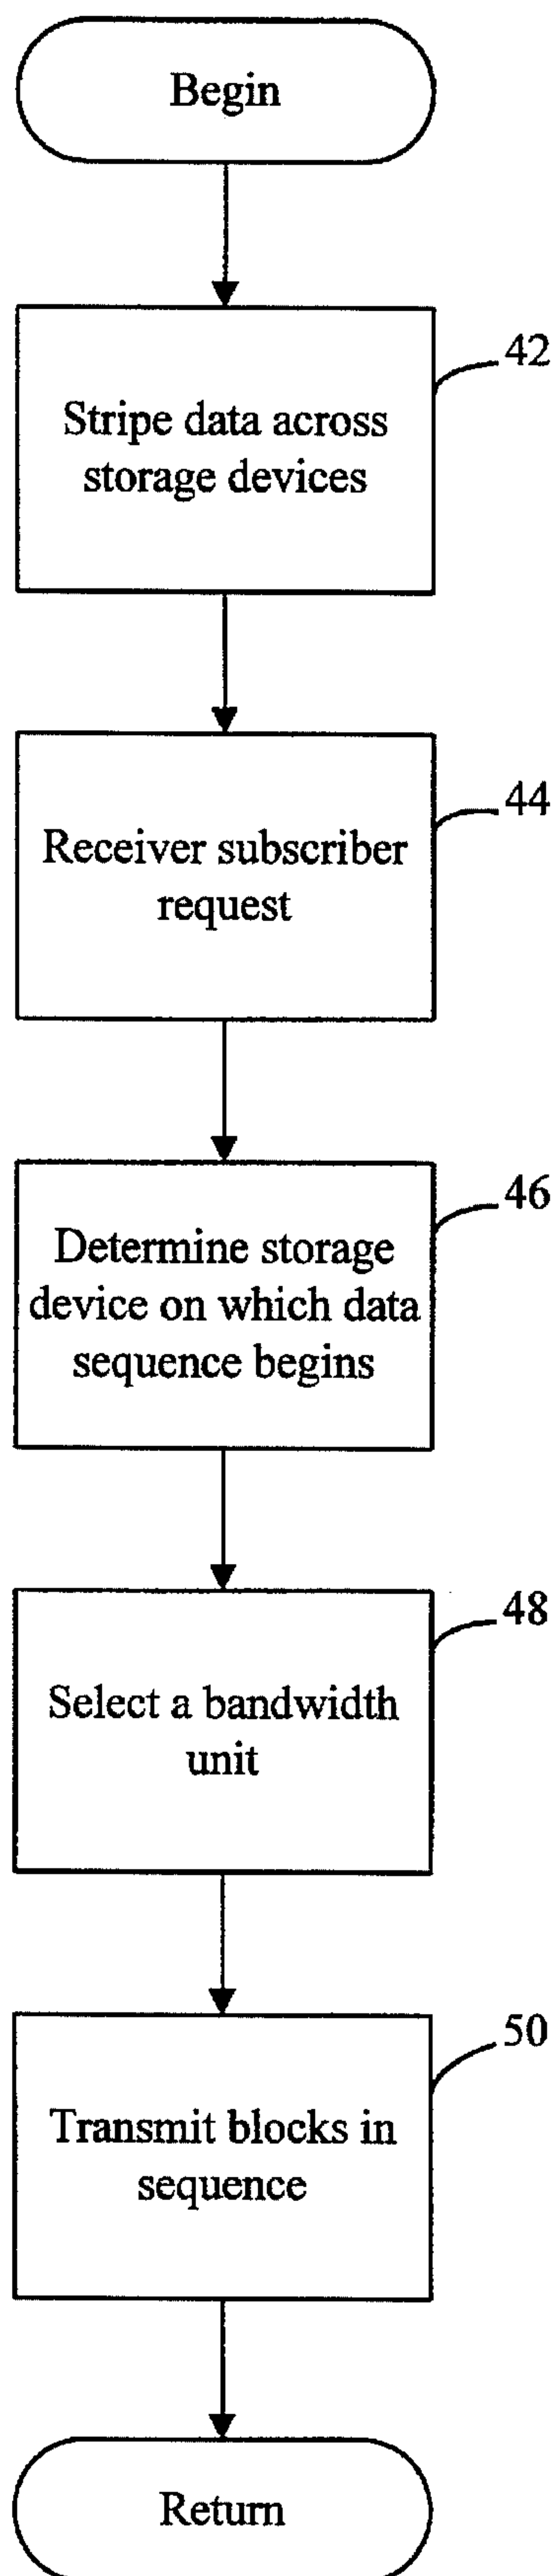 Begin
42
Stripe data across
storage devices
44
Receiver subscriber
request
46
Determine storage
device on which data
sequence begins
48
Select a bandwidth
unit
50
Transmit blocks in
sequence
Return